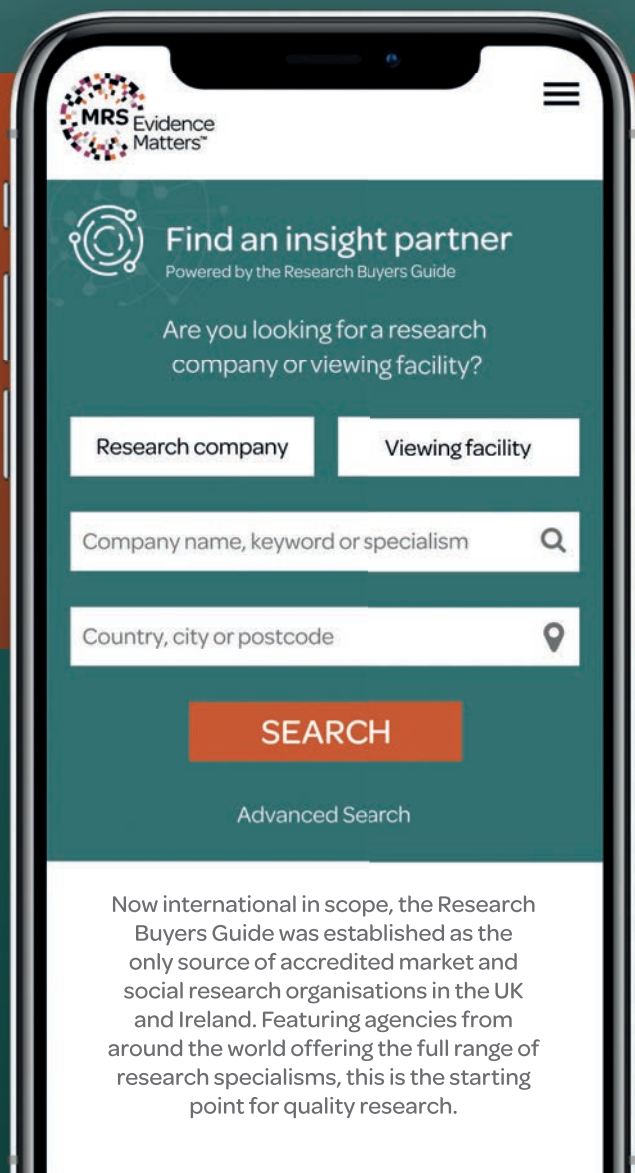 MRS Evidence
Matters™
Find an insight partner
Powered by the Research Buyers Guide
Are you looking for a research
company or viewing facility?
Research company
Viewing facility
Company name, keyword or specialism
Country, city or postcode
SEARCH
Advanced Search
Now international in scope, the Research
Buyers Guide was established as the
only source of accredited market and
social research organisations in the UK
and Ireland. Featuring agencies from
around the world offering the full range of
research specialisms, this is the starting
point for quality research.